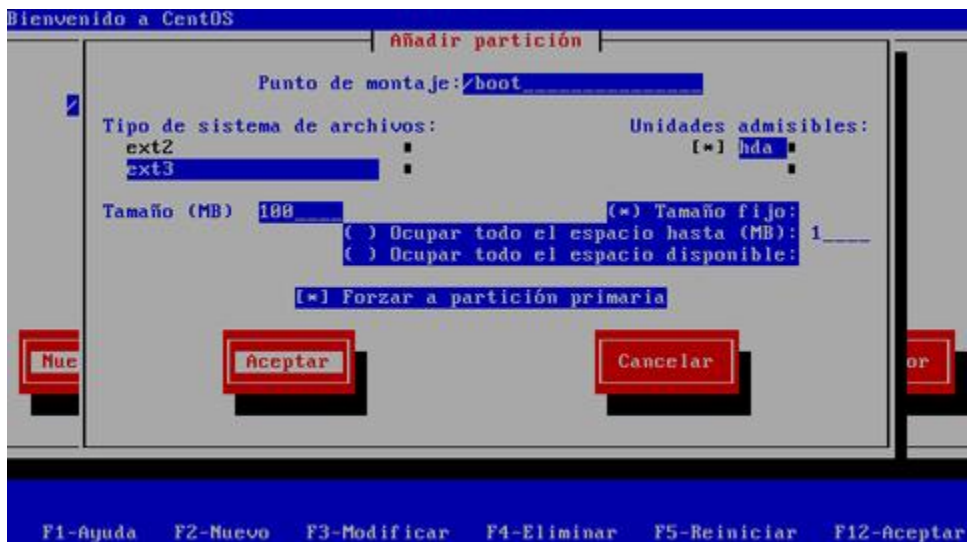 Bienvenido a CentOS
Añadir partición
Punto de montaje:/boot
/
Tipo de sistema de archivos: Unidades admisibles:
ext2 [*] hda
ext3
Tamaño (MB) 100 (*) Tamaño fijo:
( ) Ocupar todo el espacio hasta (MB): 1
( ) Ocupar todo el espacio disponible:
[*] Forzar a partición primaria
Nue Aceptar Cancelar or
F1-Ayuda F2-Nuevo F3-Modificar F4-Eliminar F5-Reiniciar F12-Aceptar